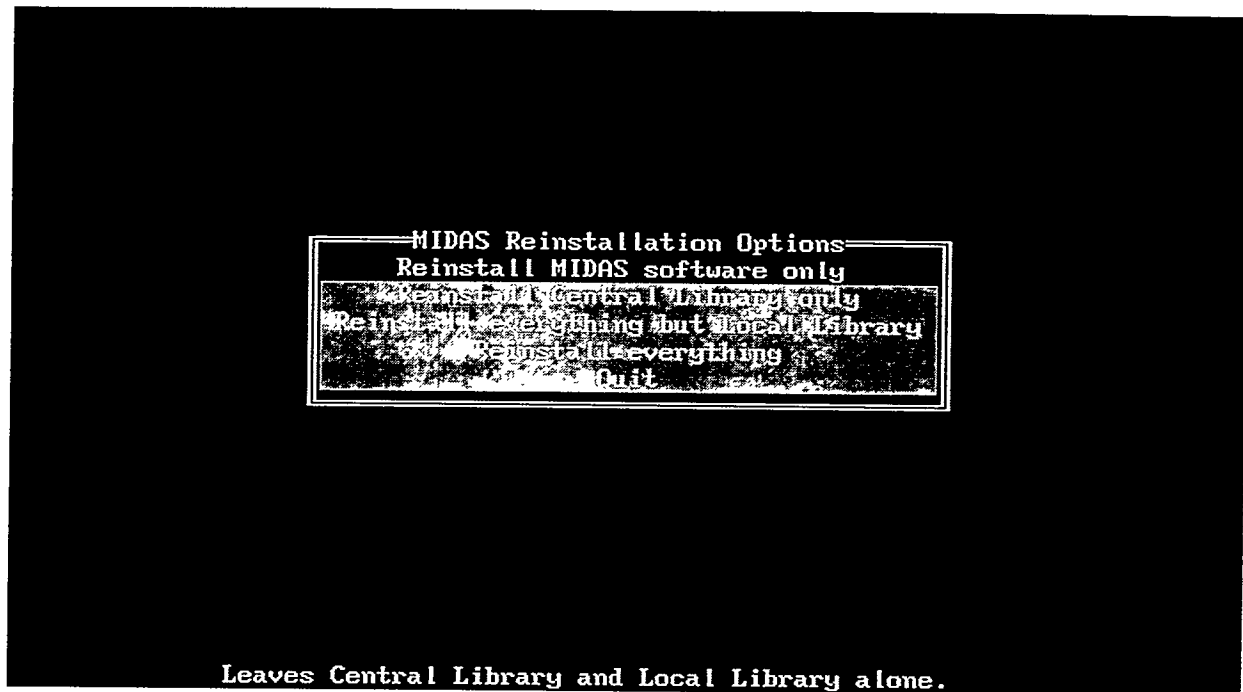 MIDAS Reinstallation Options
Reinstall MIDAS software only
Reinstall Central Library only
Reinstall everything but Local Library
Reinstall everything
Quit
Leaves Central Library and Local Library alone.